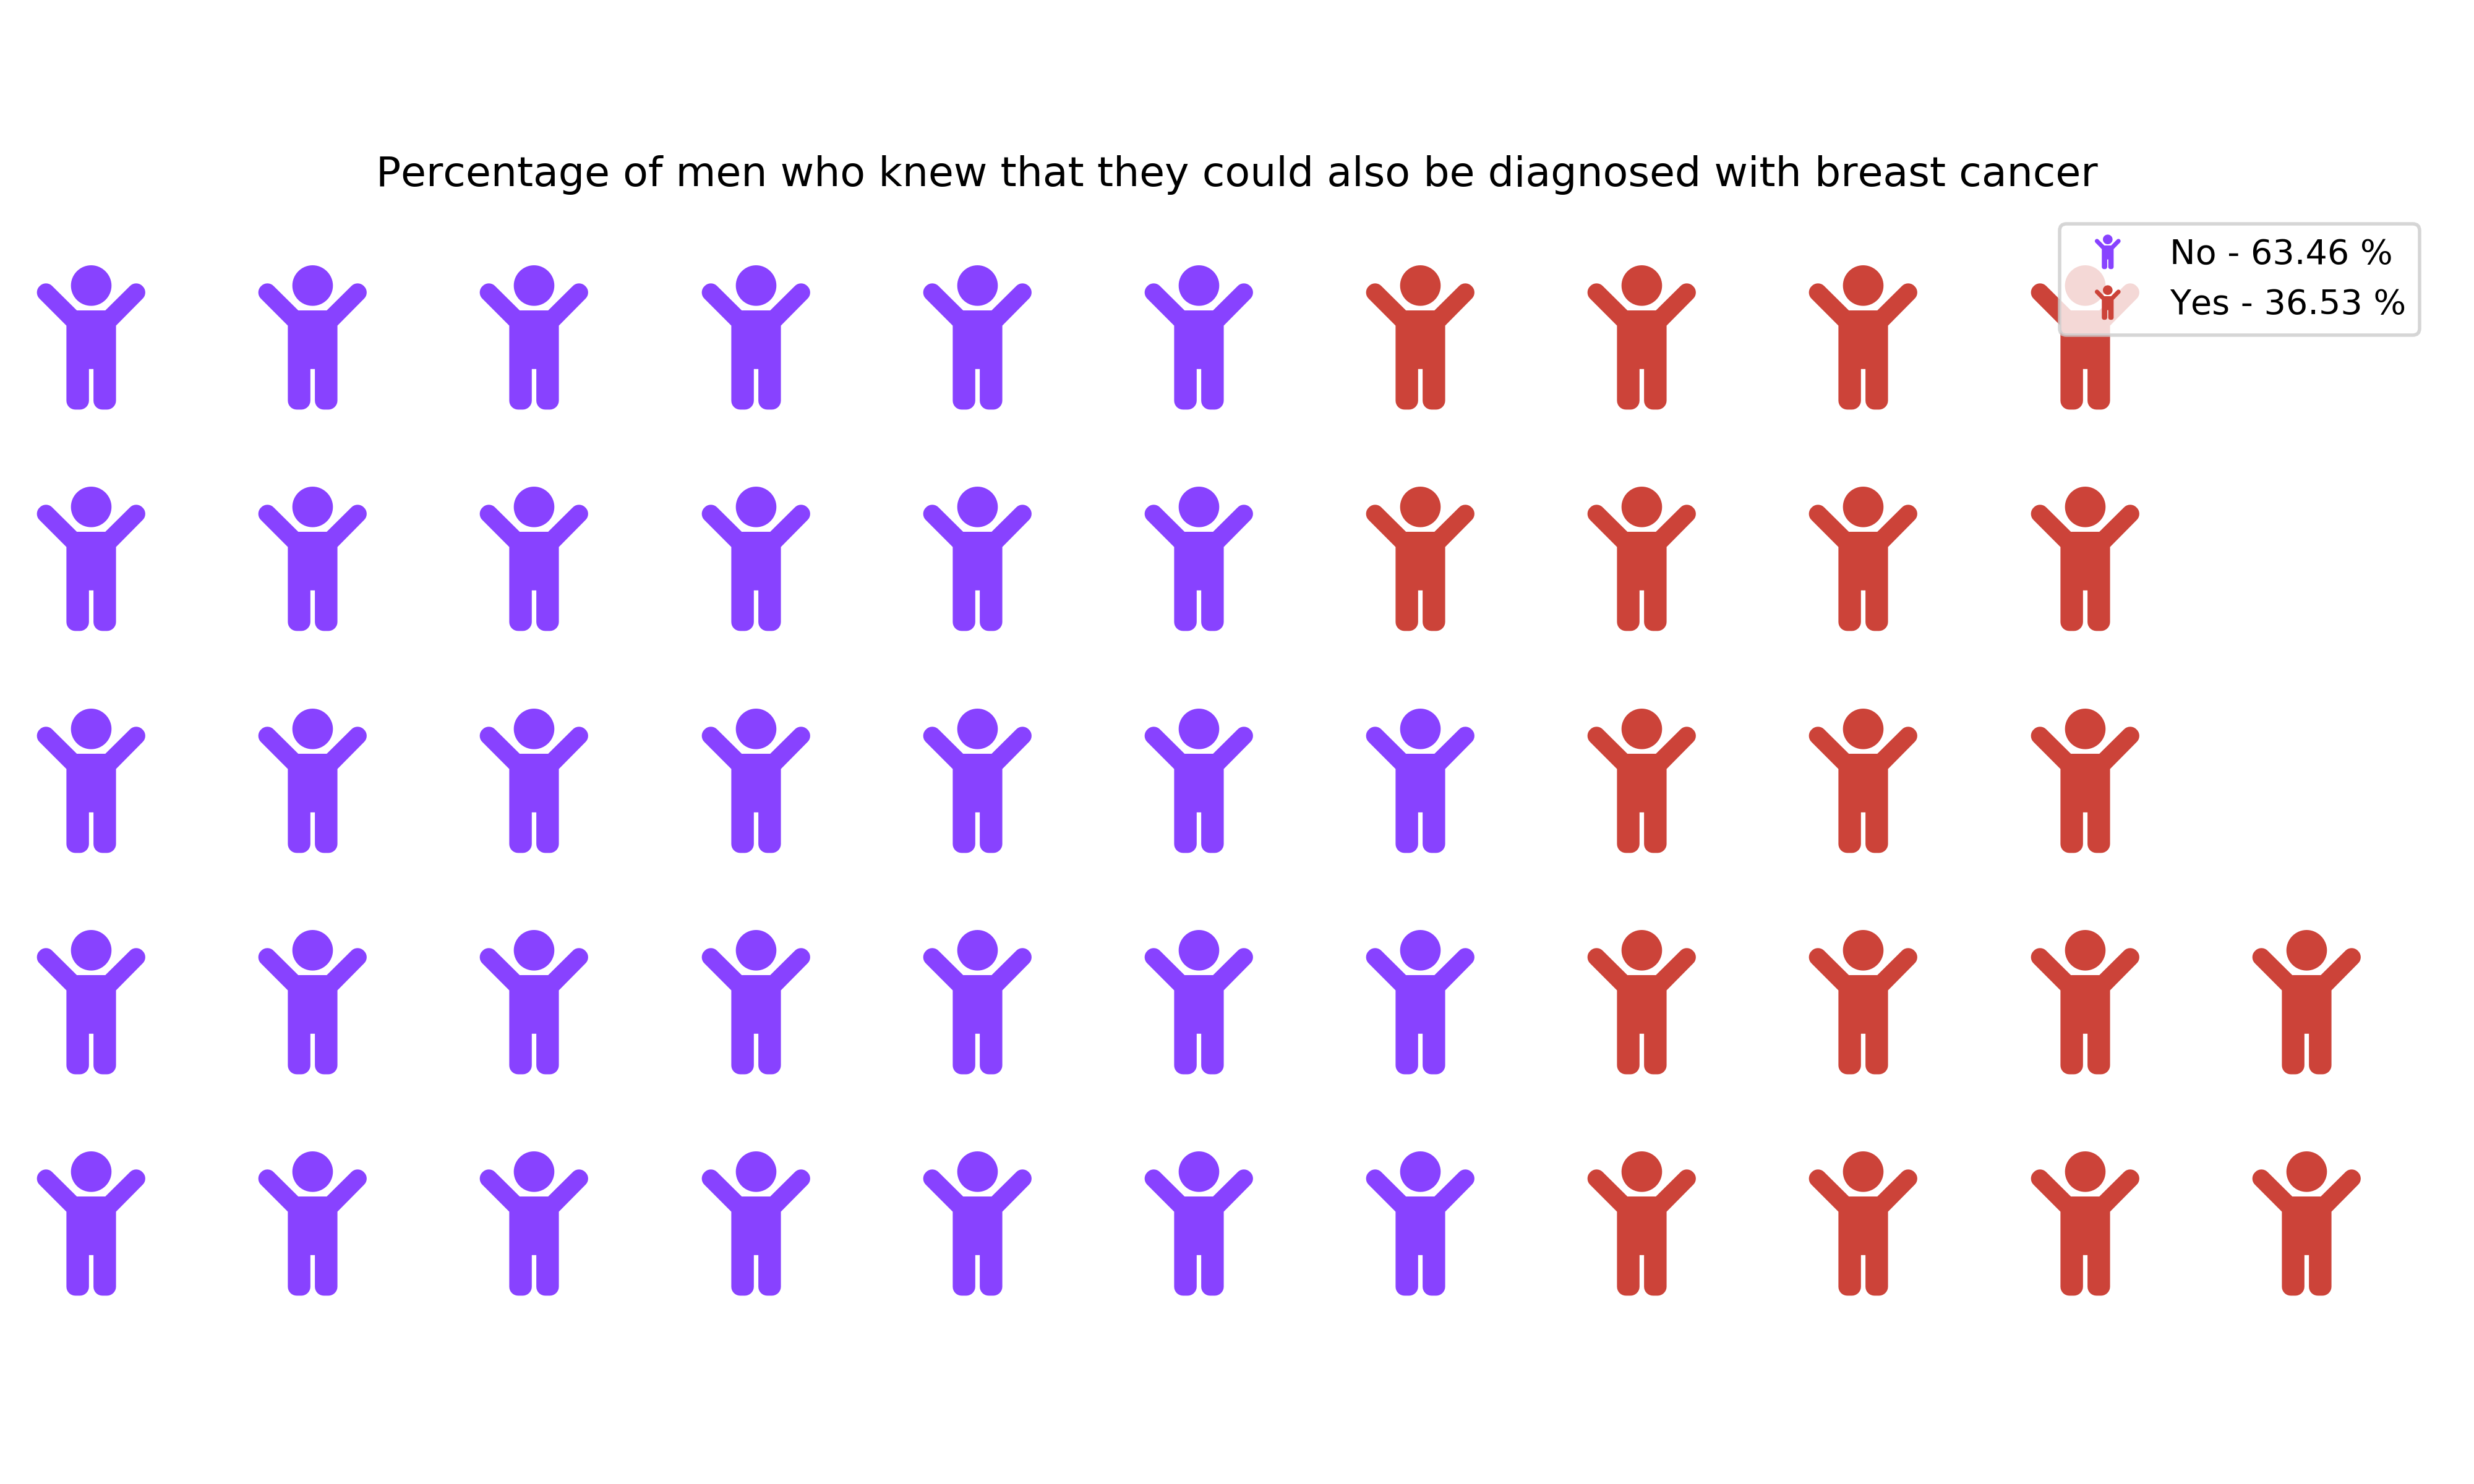 Percentage of men who knew that they could also be diagnosed with breast cancer
No - 63.46 %
Yes - 36.53 %